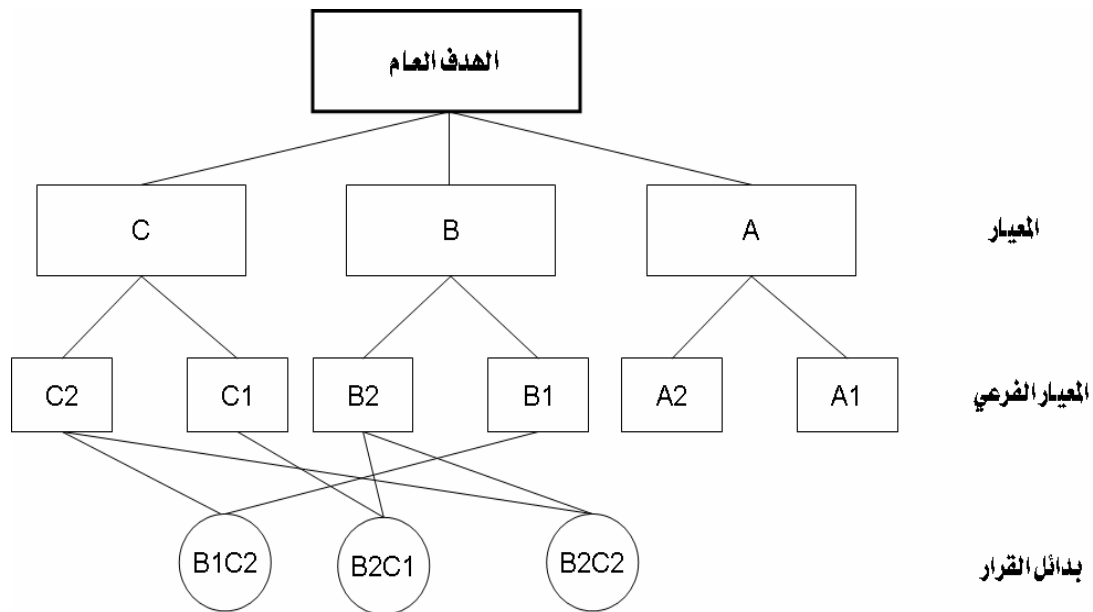 الهدف العام
المعيار
A
B
C
المعيار الفرعي
A1
A2
B1
B2
C1
C2
بدائل القرار
B2C2
B2C1
B1C2